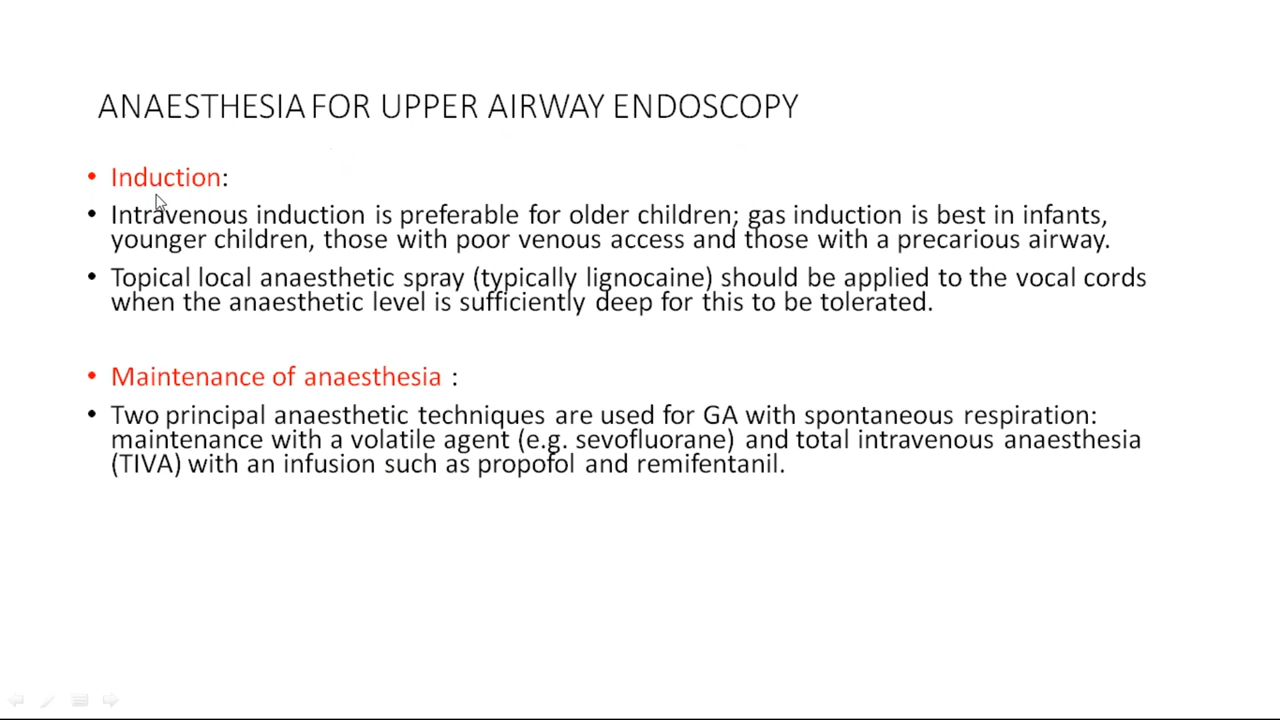 ANAESTHESIA FOR UPPER AIRWAY ENDOSCOPY
• Induction:
• Intravenous induction is preferable for older children; gas induction is best in infants,
younger children, those with poor venous access and those with a precarious airway.
• Topical local anaesthetic spray (typically lignocaine) should be applied to the vocal cords
when the anaesthetic level is sufficiently deep for this to be tolerated.
• Maintenance of anaesthesia :
• Two principal anaesthetic techniques are used for GA with spontaneous respiration:
maintenance with a volatile agent (e.g. sevofluorane) and total intravenous anaesthesia
(TIVA) with an infusion such as propofol and remifentanil.